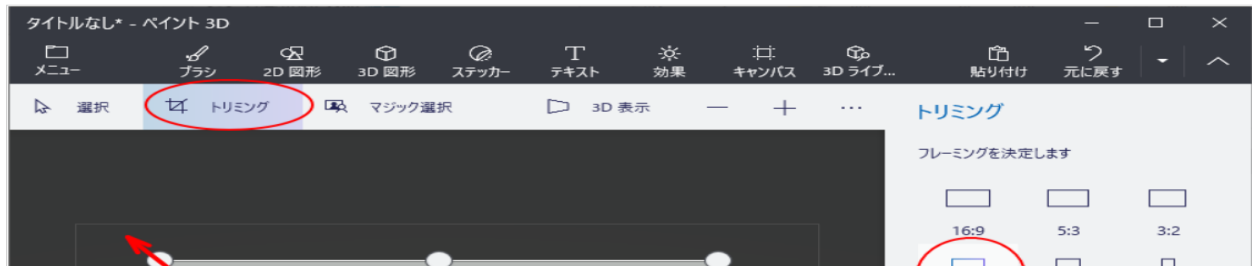 タイトルなし* - ペイント 3D
メニュー ブラシ 2D 図形 3D 図形 ステッカー テキスト 効果 キャンバス 3D ライブ... 貼り付け 元に戻す
選択 トリミング マジック選択 3D 表示
トリミング
フレーミングを決定します
16:9 5:3 3:2